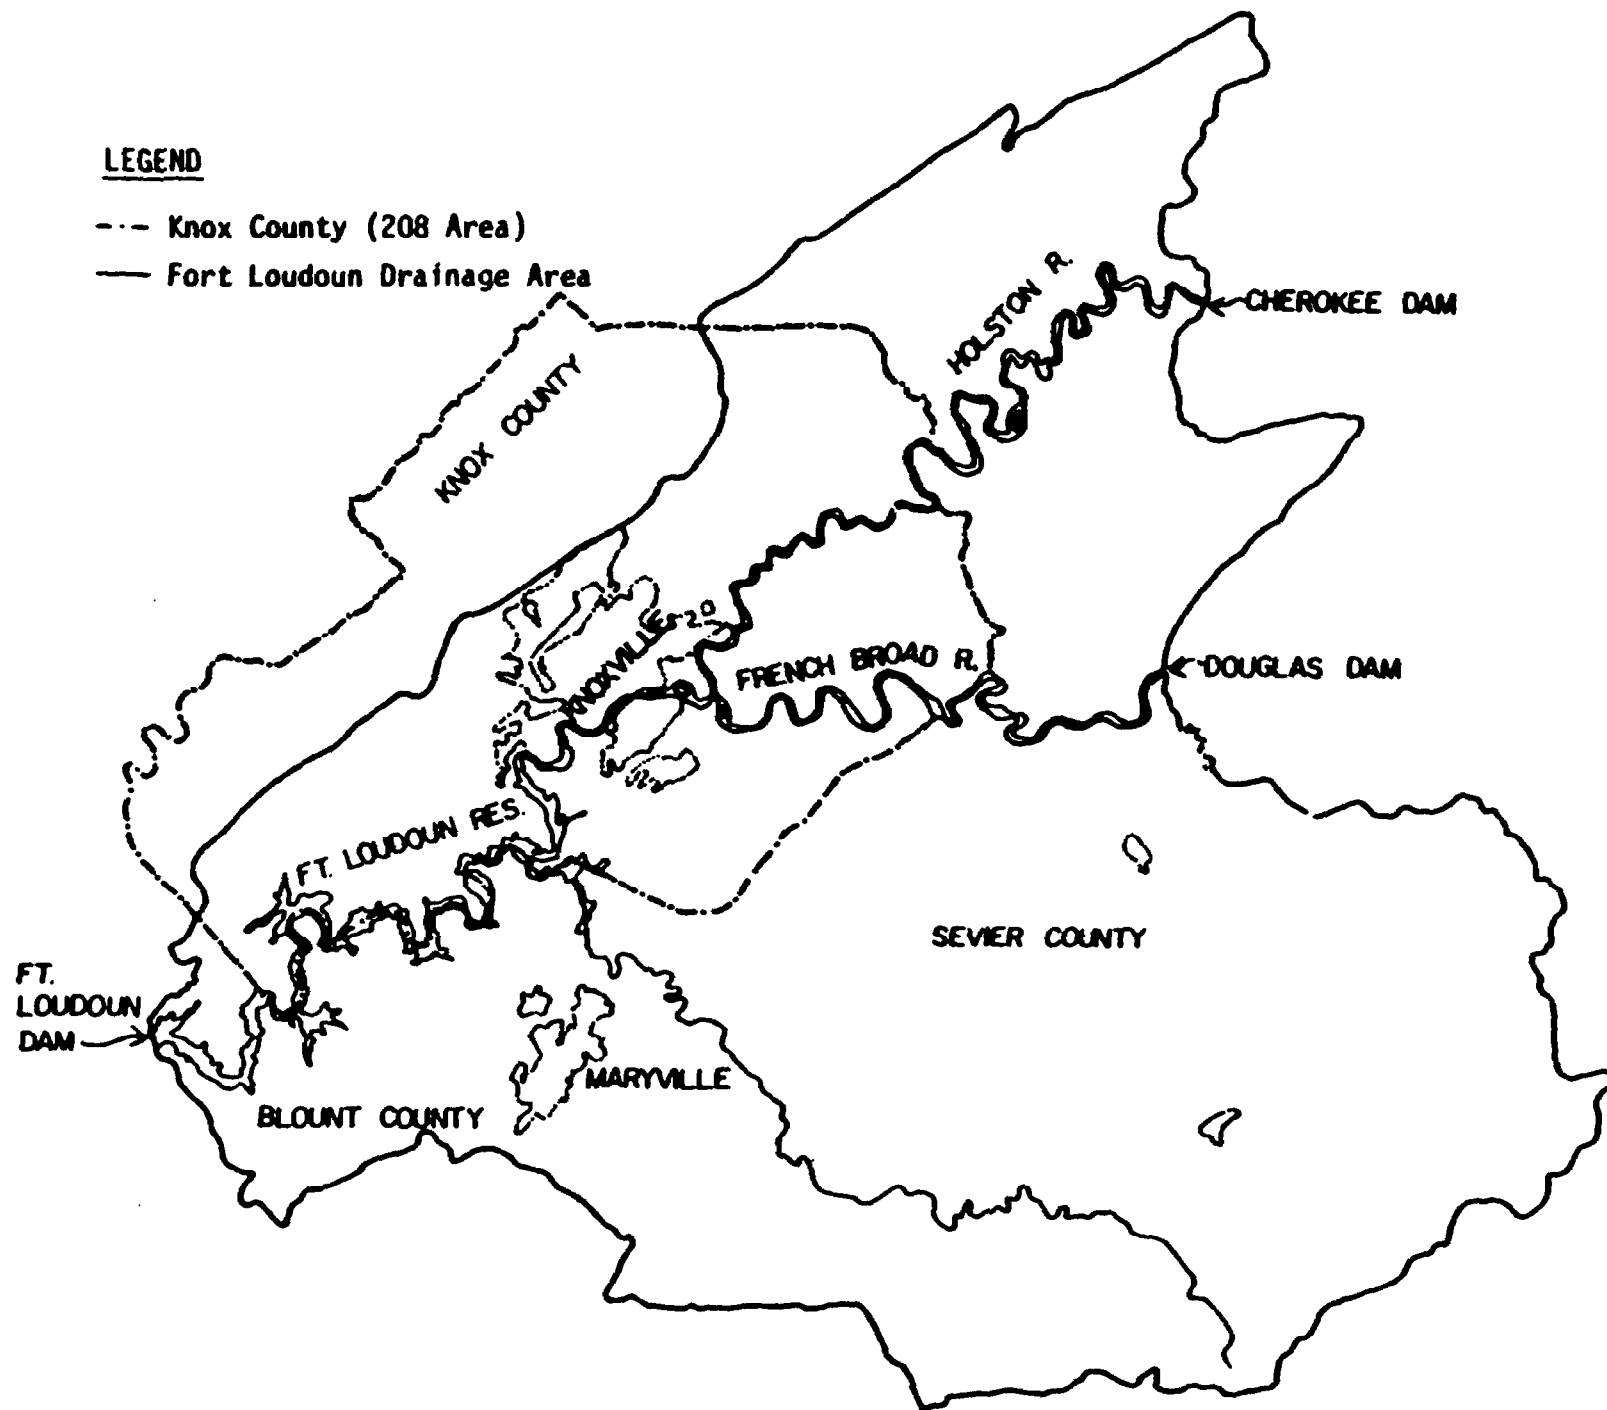 LEGEND
Knox County (208 Area)
Fort Loudoun Drainage Area
HOLSTON R.
CHEROKEE DAM
KNOX COUNTY
KNOXVILLE
FRENCH BROAD R.
DOUGLAS DAM
FT. LOUDOUN RES.
SEVIER COUNTY
FT.
LOUDOUN
DAM
MARYVILLE
BLOUNT COUNTY